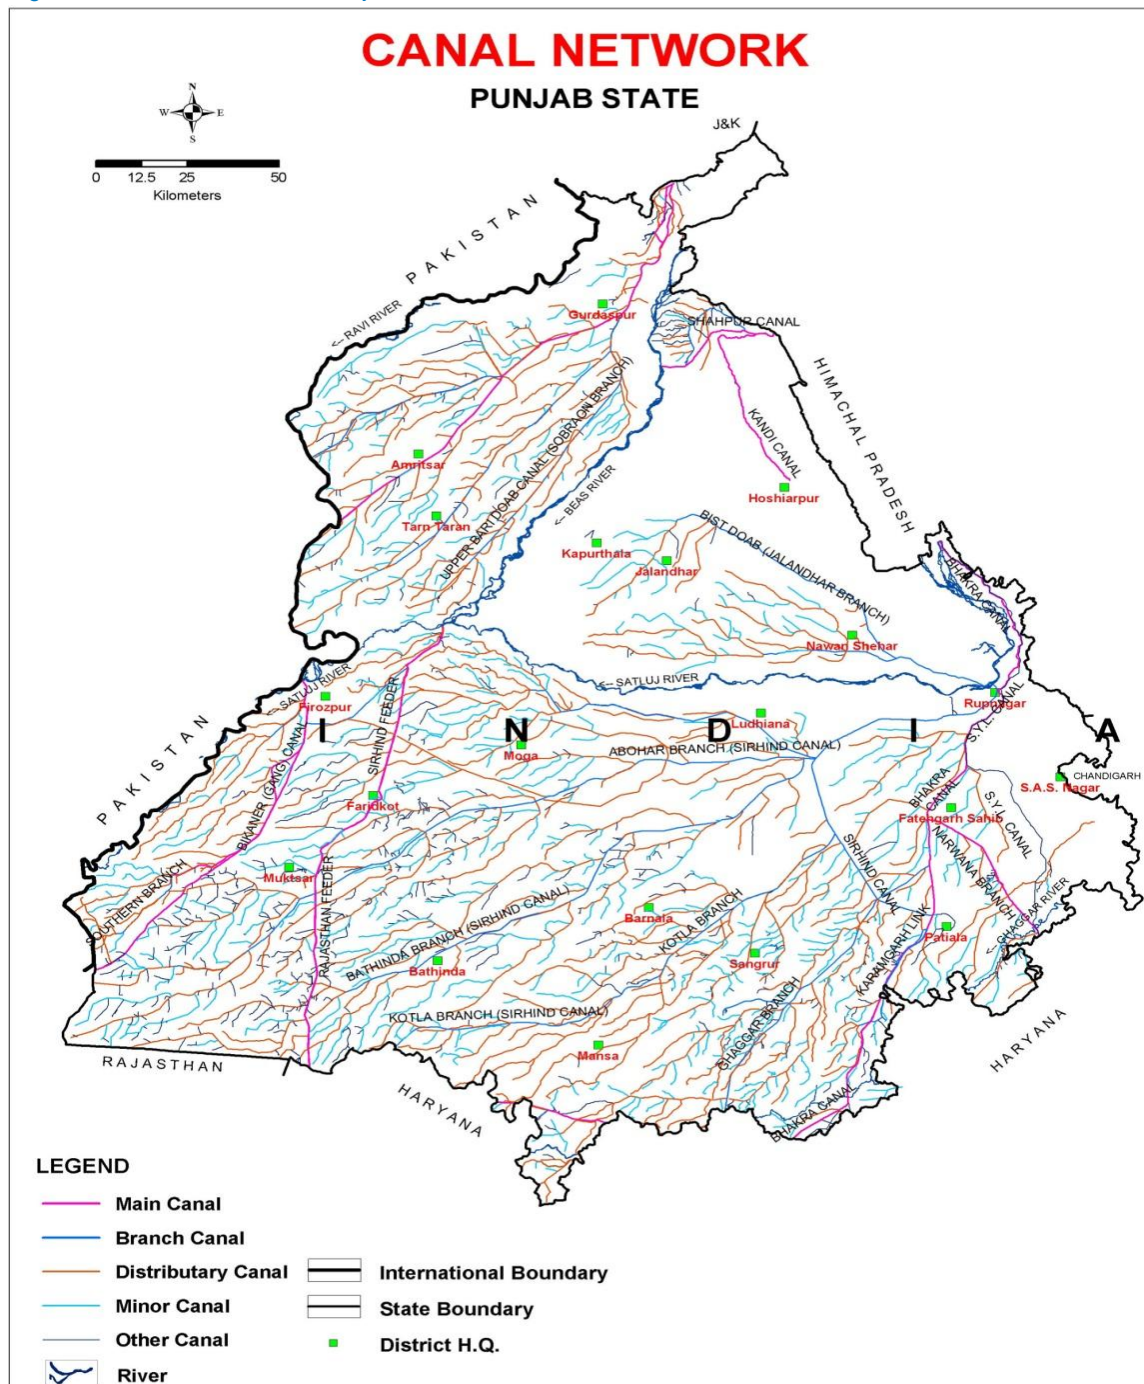 CANAL NETWORK
PUNJAB STATE
N
W E
S
0 12.5 25 50
Kilometers
J&K
PAKISTAN
<-- RAVI RIVER
Gurdaspur
SHAHPUR CANAL
HIMACHAL PRADESH
KANDI CANAL
UPPER BARI DOAB CANAL (SOBRAON BRANCH)
Amritsar
Hoshiarpur
<-- BEAS RIVER
Tarn Taran
BIST DOAB (JALANDHAR BRANCH)
Kapurthala
Jalandhar
BHAKRA CANAL
Nawan Shehar
<-- SATLUJ RIVER
<-- SATLUJ RIVER
Firozpur
Rupnagar
S.Y.L. CANAL
PAKISTAN
SIRHIND FEEDER
Ludhiana
I N D I A
Moga
ABOHAR BRANCH (SIRHIND CANAL)
BIKANER (GANG) CANAL
CHANDIGARH
S.A.S. Nagar
BHAKRA CANAL
S.Y.L. CANAL
Faridkot
Fatehgarh Sahib
NARWANA BRANCH
SIRHIND CANAL
Muktsar
SOUTHERN BRANCH
RAJASTHAN FEEDER
BATHINDA BRANCH (SIRHIND CANAL)
Barnala
KOTLA BRANCH
KARAMGARH LINK
Patiala
<-- GHAGGAR RIVER
Bathinda
Sangrur
GHAGGAR BRANCH
KOTLA BRANCH (SIRHIND CANAL)
Mansa
RAJASTHAN
HARYANA
HARYANA
BHAKRA CANAL
LEGEND
Main Canal
Branch Canal
Distributary Canal
Minor Canal
Other Canal
River
International Boundary
State Boundary
District H.Q.